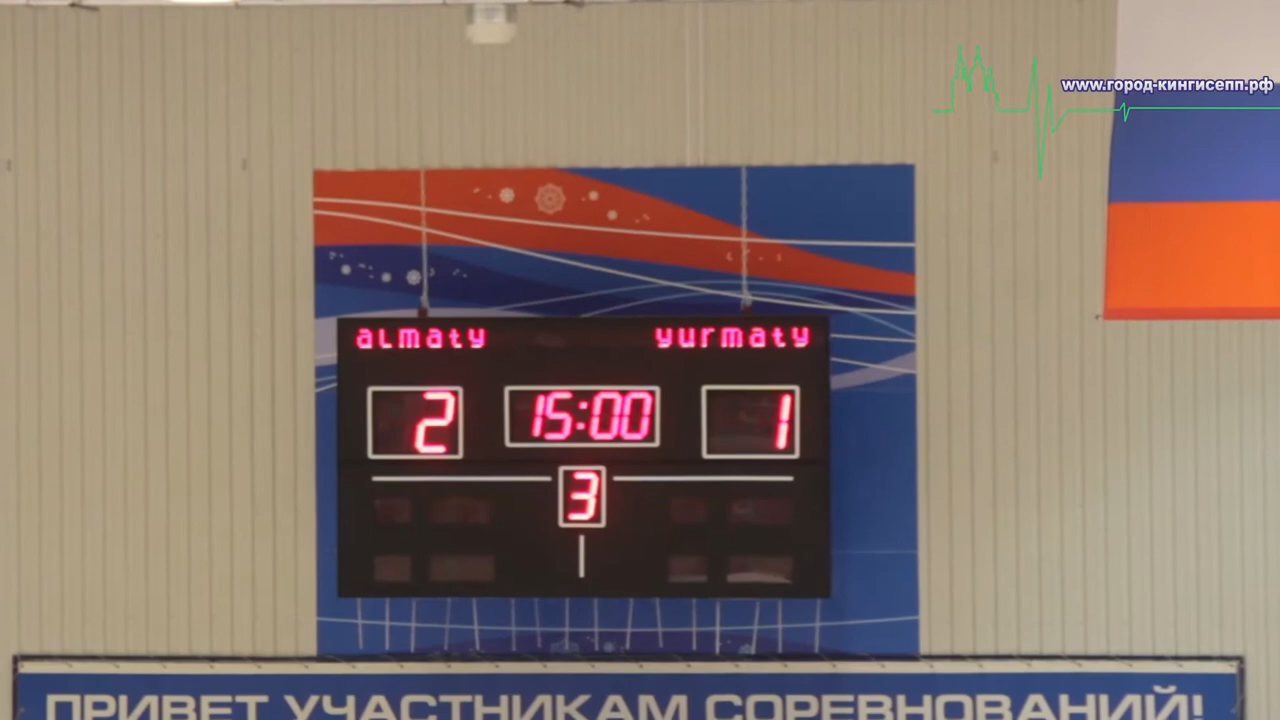 www.город-кингисепп.рф
almaty yurmaty
2 15:00 1
3
ПРИВЕТ УЧАСТНИКАМ СОРЕВНОВАНИЙ!